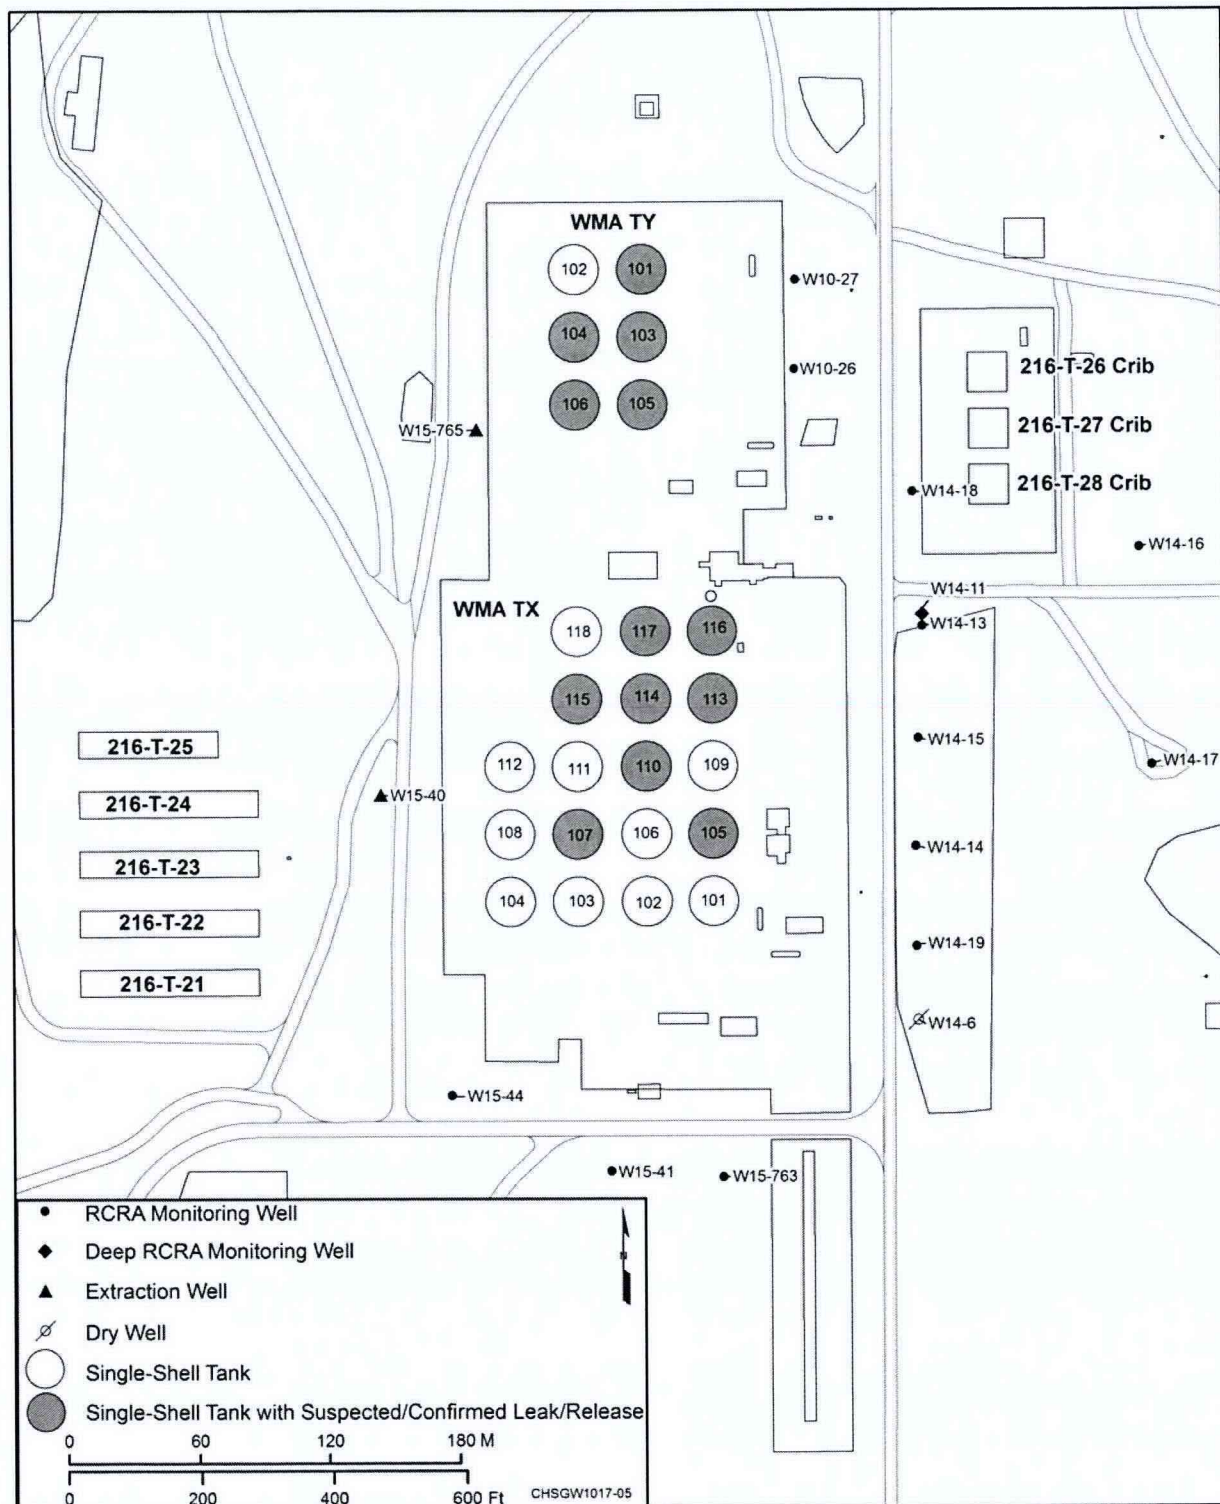 WMA TY
102 101
W10-27
104 103
W10-26
216-T-26 Crib
106 105
W15-765
216-T-27 Crib
216-T-28 Crib
W14-18
W14-16
W14-11
WMA TX
W14-13
118 117 116
115 114 113
216-T-25
W14-15
112 111 110 109
W14-17
216-T-24
W15-40
108 107 106 105
W14-14
216-T-23
104 103 102 101
216-T-22
W14-19
216-T-21
W14-6
W15-44
W15-41
W15-763
RCRA Monitoring Well
Deep RCRA Monitoring Well
Extraction Well
Dry Well
Single-Shell Tank
Single-Shell Tank with Suspected/Confirmed Leak/Release
0 60 120 180 M
0 200 400 600 Ft
CHSGW1017-05